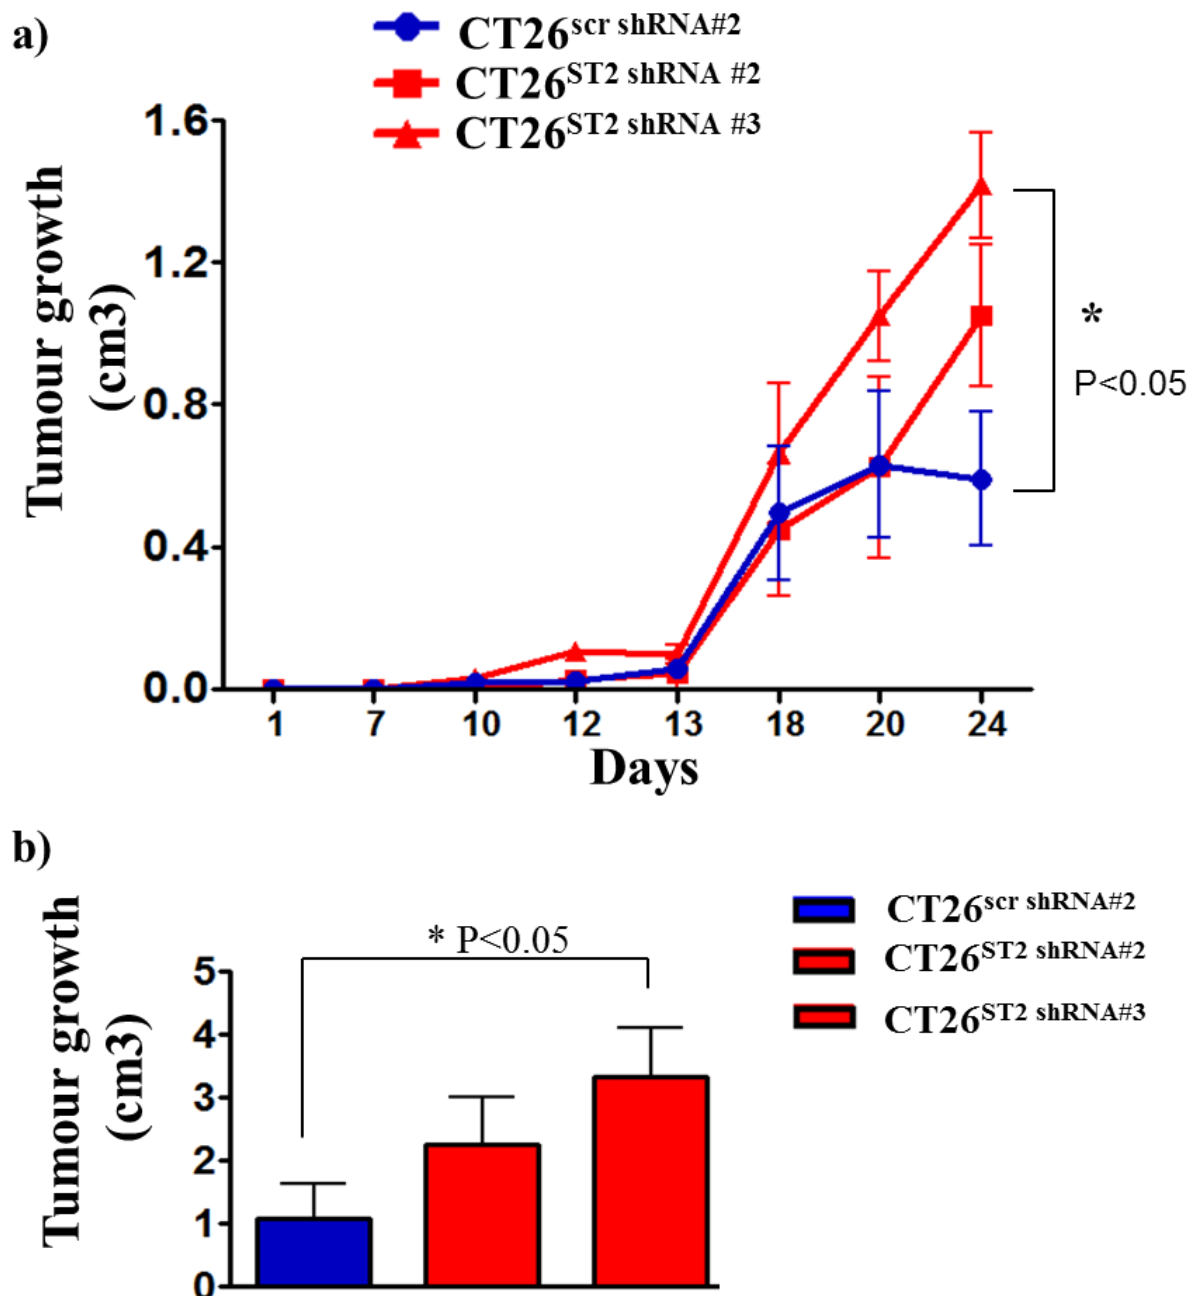 a)
CT26scr shRNA#2
CT26ST2 shRNA #2
CT26ST2 shRNA #3
Tumour growth
(cm3)
1.6
1.2
0.8
0.4
0.0
*
P<0.05
1 7 10 12 13 18 20 24
Days
b)
Tumour growth
(cm3)
* P<0.05
5
4
3
2
1
0
CT26scr shRNA#2
CT26ST2 shRNA#2
CT26ST2 shRNA#3